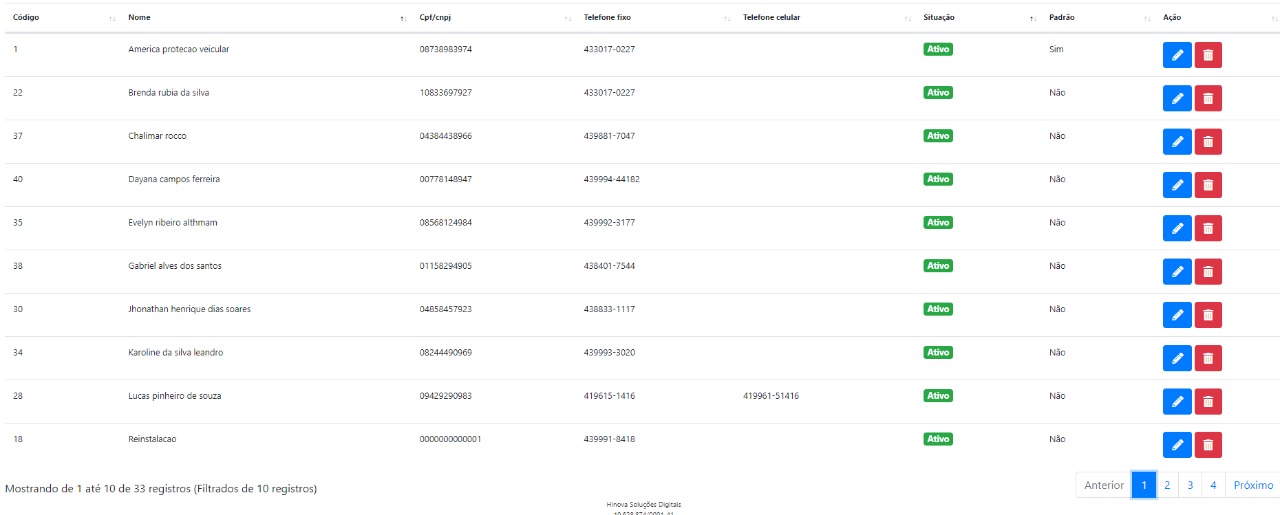 Código Nome Cpf/cnpj Telefone fixo Telefone celular Situação Padrão Ação
1 America protecao veicular 08738983974 433017-0227 Ativo Sim
22 Brenda rubia da silva 10833697927 433017-0227 Ativo Não
37 Chalimar rocco 04384438966 439881-7047 Ativo Não
40 Dayana campos ferreira 00778148947 439994-44182 Ativo Não
35 Evelyn ribeiro althmam 08568124984 439992-3177 Ativo Não
38 Gabriel alves dos santos 01158294905 438401-7544 Ativo Não
30 Jhonathan henrique dias soares 04858457923 438833-1117 Ativo Não
34 Karoline da silva leandro 08244490969 439993-3020 Ativo Não
28 Lucas pinheiro de souza 09429290983 419615-1416 419961-51416 Ativo Não
18 Reinstalacao 0000000000001 439991-8418 Ativo Não
Mostrando de 1 até 10 de 33 registros (Filtrados de 10 registros) Anterior 1 2 3 4 Próximo
Hinova Soluções Digitais